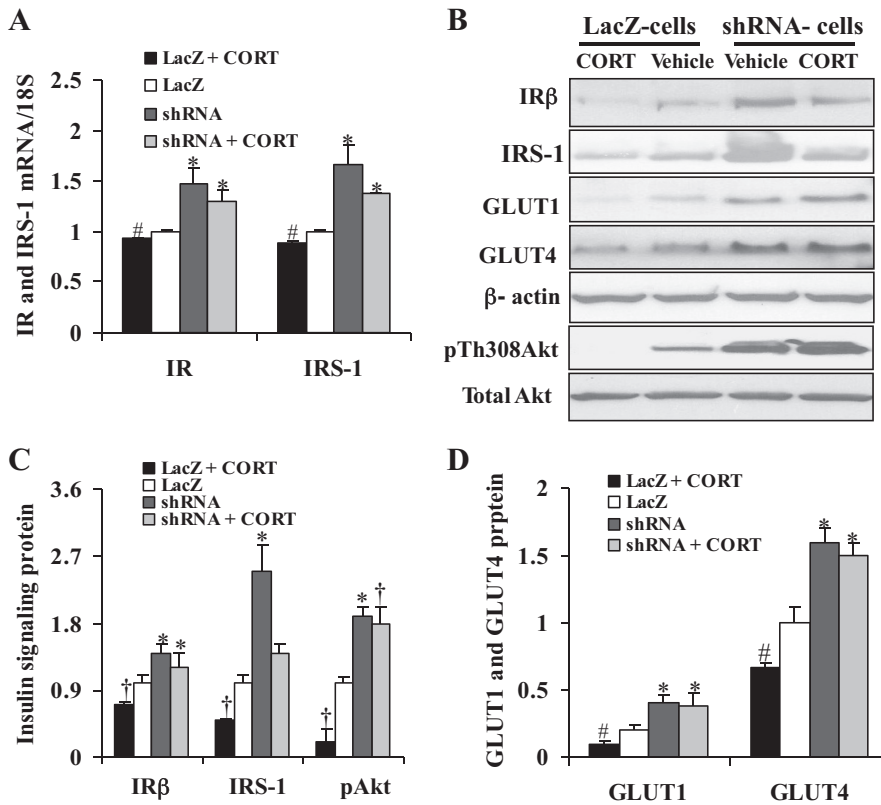 A
IR and IRS-1 mRNA/18S
2.5
2
1.5
1
0.5
0
LacZ + CORT
LacZ
shRNA
shRNA + CORT
#
*
*
#
*
*
IR
IRS-1
B
LacZ-cells shRNA- cells
CORT Vehicle Vehicle CORT
IRβ
IRS-1
GLUT1
GLUT4
β- actin
pTh308Akt
Total Akt
C
Insulin signaling protein
3.6
2.7
1.8
0.9
0
LacZ + CORT
LacZ
shRNA
shRNA + CORT
†
*
*
†
*
†
*
†
IRβ
IRS-1
pAkt
D
GLUT1 and GLUT4 prptein
2
1.5
1
0.5
0
LacZ + CORT
LacZ
shRNA
shRNA + CORT
#
*
*
#
*
*
GLUT1
GLUT4